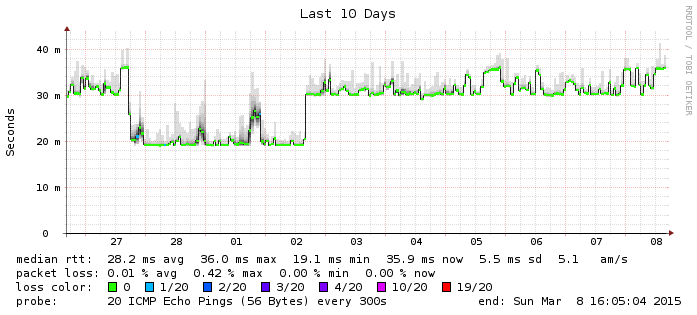 Last 10 Days
RRDTOOL / TOBI OETIKER
Seconds
40 m
30 m
20 m
10 m
0
27 28 01 02 03 04 05 06 07 08
median rtt: 28.2 ms avg 36.0 ms max 19.1 ms min 35.9 ms now 5.5 ms sd 5.1 am/s
packet loss: 0.01 % avg 0.42 % max 0.00 % min 0.00 % now
loss color: 0 1/20 2/20 3/20 4/20 10/20 19/20
probe: 20 ICMP Echo Pings (56 Bytes) every 300s end: Sun Mar 8 16:05:04 2015